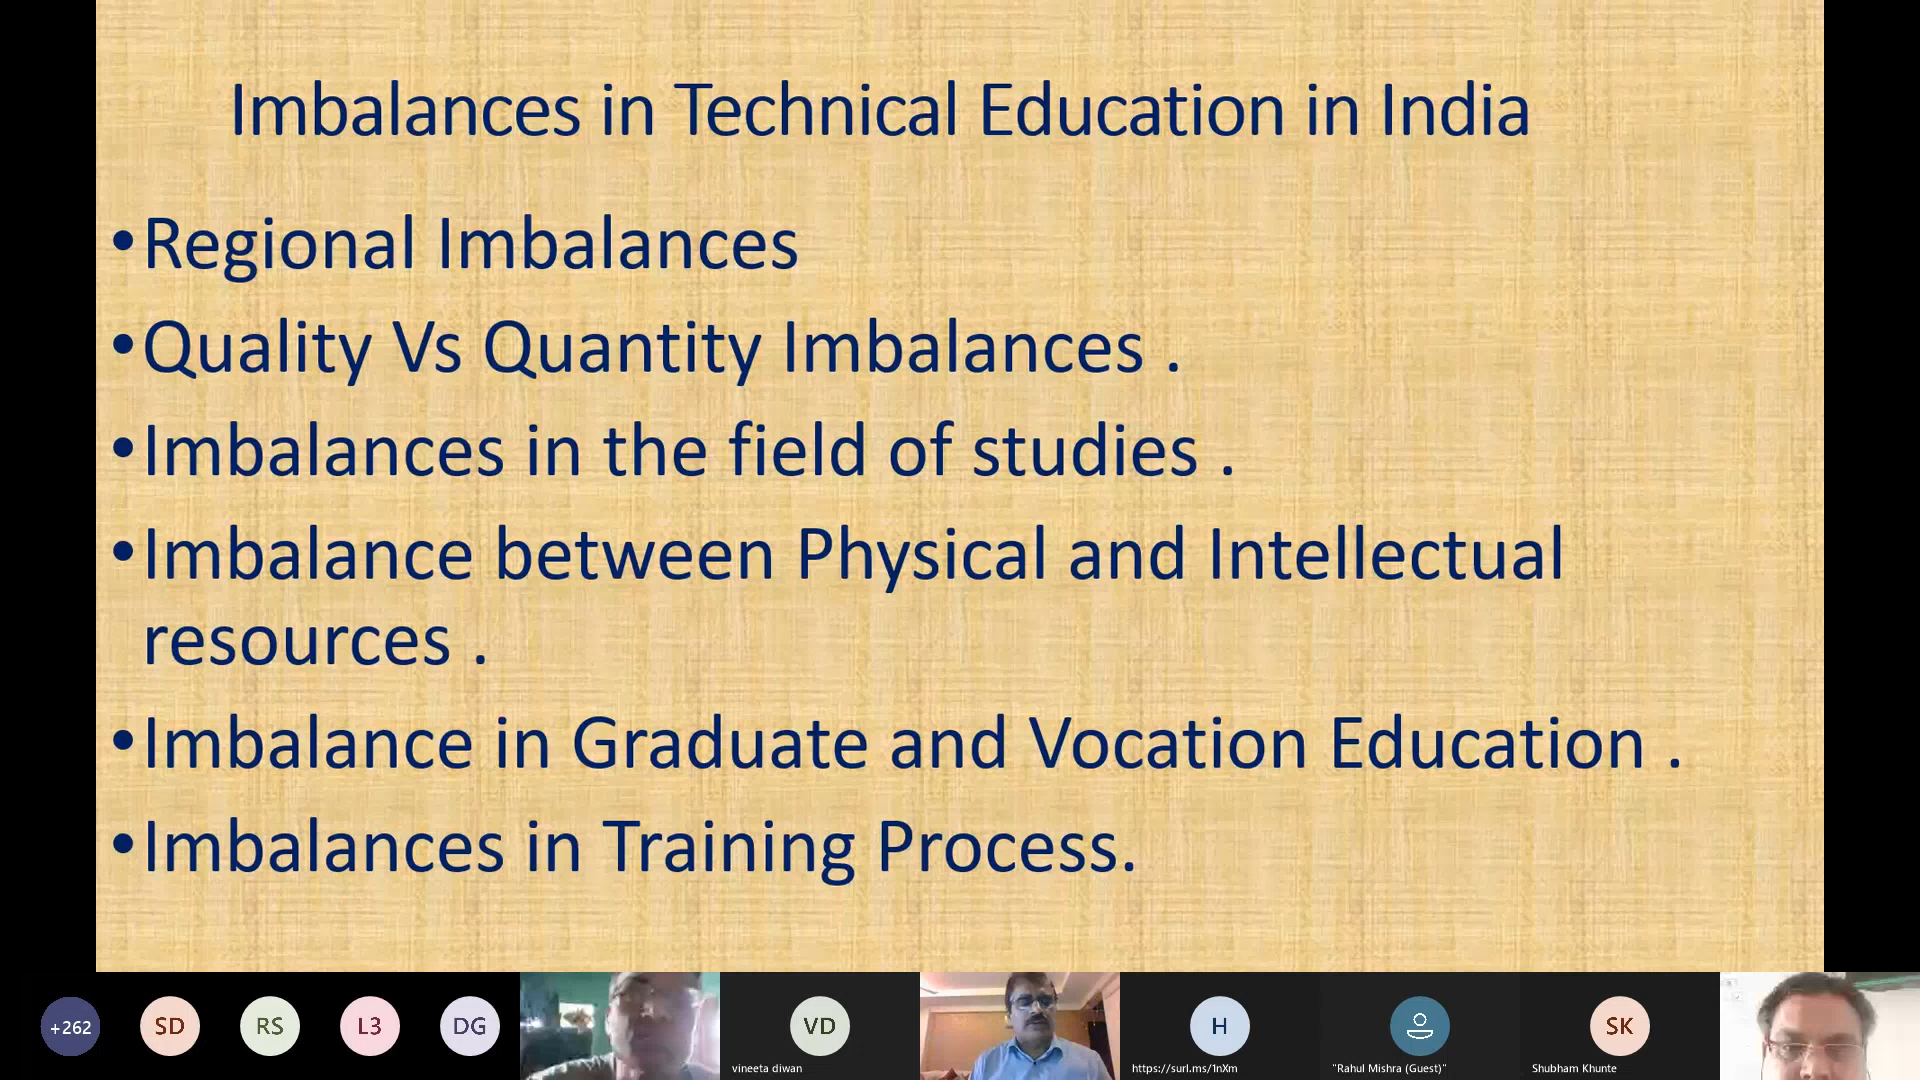 Imbalances in Technical Education in India
•Regional Imbalances
•Quality Vs Quantity Imbalances .
•Imbalances in the field of studies .
•Imbalance between Physical and Intellectual
resources .
•Imbalance in Graduate and Vocation Education .
•Imbalances in Training Process.
+262 SD RS L3 DG VD H SK
vineeta diwan https://surl.ms/1nXm "Rahul Mishra (Guest)" Shubham Khunte